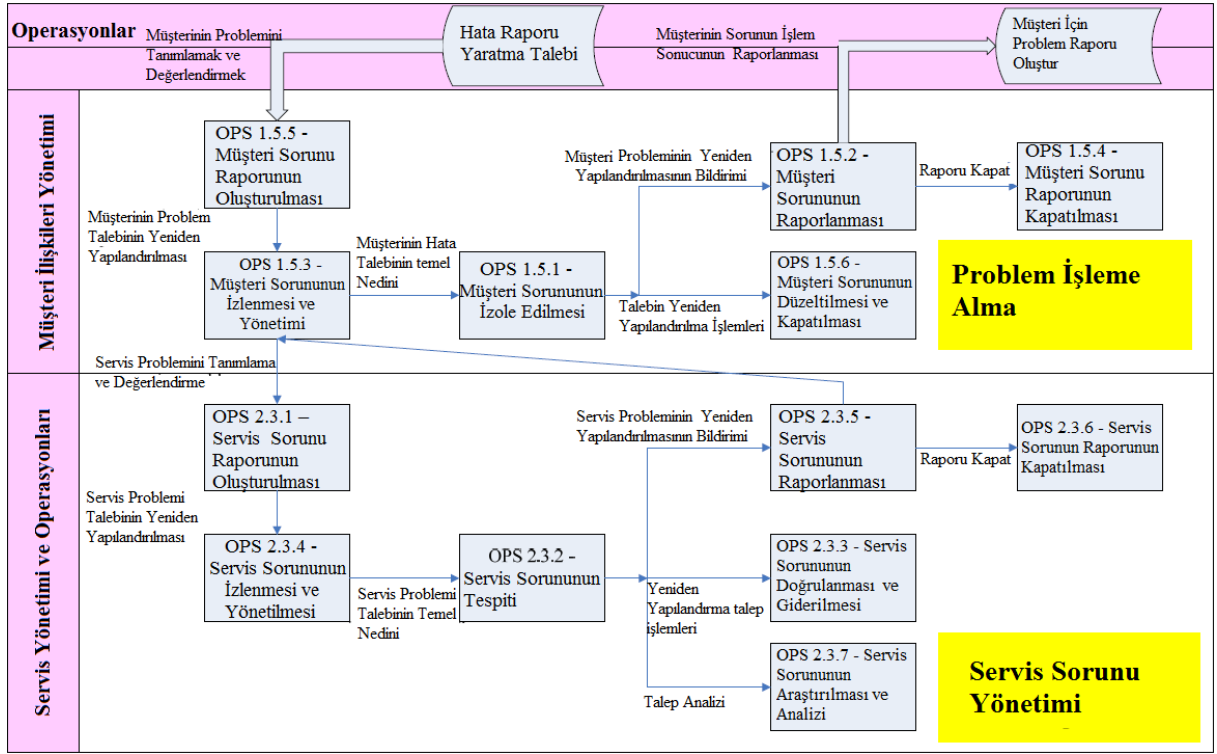 Operasyonlar
Müşterinin Problemini
Tanımlamak ve
Değerlendirmek
Hata Raporu
Yaratma Talebi
Müşterinin Sorunun İşlem
Sonucunun Raporlanması
Müşteri İçin
Problem Raporu
Oluştur
Müşteri İlişkileri Yönetimi
OPS 1.5.5 -
Müşteri Sorunu
Raporunun
Oluşturulması
Müşteri Probleminin Yeniden
Yapılandırılmasının Bildirimi
OPS 1.5.2 -
Müşteri
Sorununun
Raporlanması
Raporu Kapat
OPS 1.5.4 -
Müşteri Sorunu
Raporunun
Kapatılması
Müşterinin Problem
Talebinin Yeniden
Yapılandırılması
OPS 1.5.3 -
Müşteri Sorununun
İzlenmesi ve
Yönetimi
Müşterinin Hata
Talebinin temel
Nedini
OPS 1.5.1 -
Müşteri Sorununun
İzole Edilmesi
Talebin Yeniden
Yapılandırılma İşlemleri
OPS 1.5.6 -
Müşteri Sorununun
Düzeltilmesi ve
Kapatılması
Problem İşleme
Alma
Servis Problemini Tanımlama
ve Değerlendirme
Servis Yönetimi ve Operasyonları
OPS 2.3.1 –
Servis Sorunu
Raporunun
Oluşturulması
Servis Probleminin Yeniden
Yapılandırılmasının Bildirimi
OPS 2.3.5 -
Servis
Sorununun
Raporlanması
Raporu Kapat
OPS 2.3.6 - Servis
Sorunun Raporunun
Kapatılması
Servis Problemi
Talebinin Yeniden
Yapılandırılması
OPS 2.3.4 -
Servis Sorununun
İzlenmesi ve
Yönetilmesi
Servis Problemi
Talebinin Temel
Nedini
OPS 2.3.2 -
Servis Sorununun
Tespiti
Yeniden
Yapılandırma talep
işlemleri
OPS 2.3.3 - Servis
Sorununun
Doğrulanması ve
Giderilmesi
Talep Analizi
OPS 2.3.7 - Servis
Sorununun
Araştırılması ve
Analizi
Servis Sorunu
Yönetimi